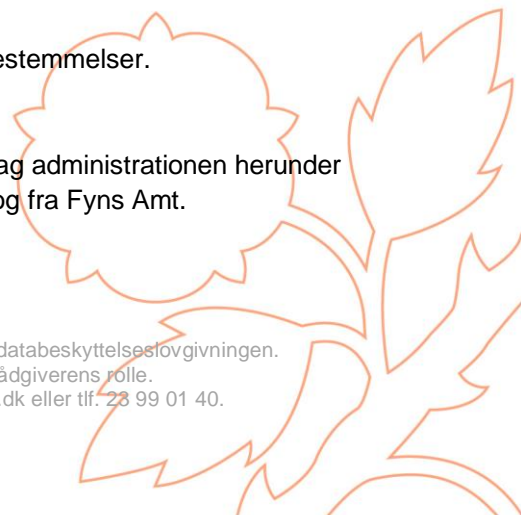 estemmelser.
ag administrationen herunder
og fra Fyns Amt.
databeskyttelseslovgivningen.
ådgiverens rolle.
.dk eller tlf. 23 99 01 40.